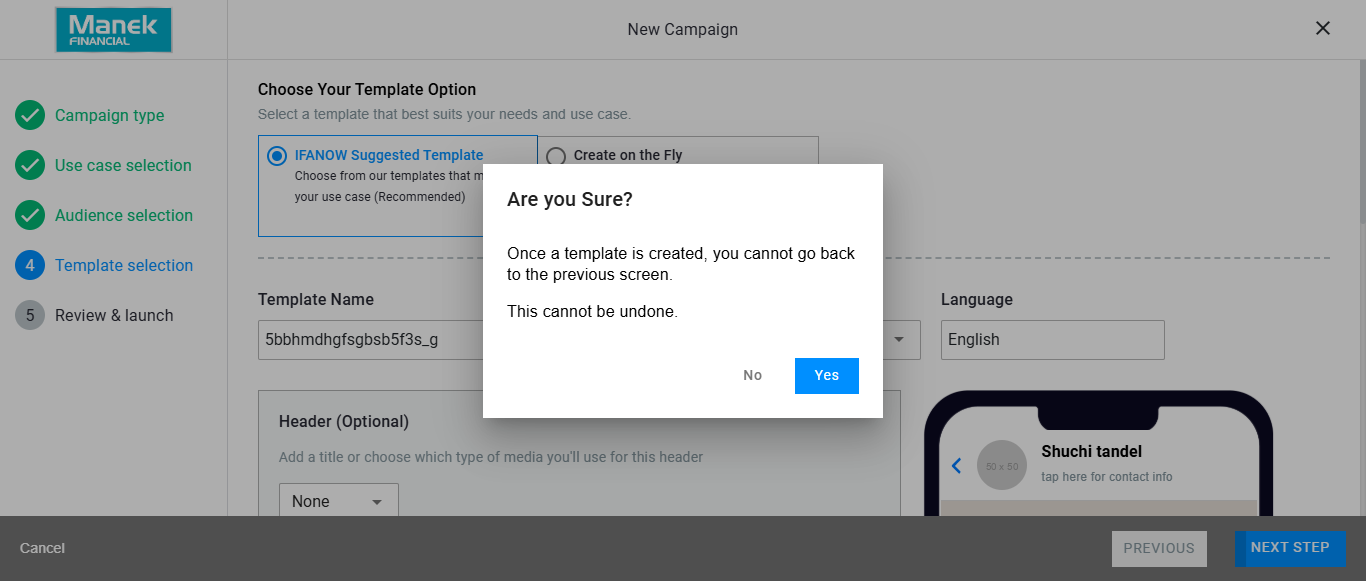 Manek
FINANCIAL
New Campaign
Campaign type
Use case selection
Audience selection
4 Template selection
5 Review & launch
Choose Your Template Option
Select a template that best suits your needs and use case.
IFANOW Suggested Template
Choose from our templates that m
your use case (Recommended)
Create on the Fly
Are you Sure?
Once a template is created, you cannot go back
to the previous screen.
This cannot be undone.
No Yes
Template Name
5bbhmdhgfsgbsb5f3s_g
Language
English
Header (Optional)
Add a title or choose which type of media you'll use for this header
None
50 x 50
Shuchi tandel
tap here for contact info
Cancel
PREVIOUS
NEXT STEP